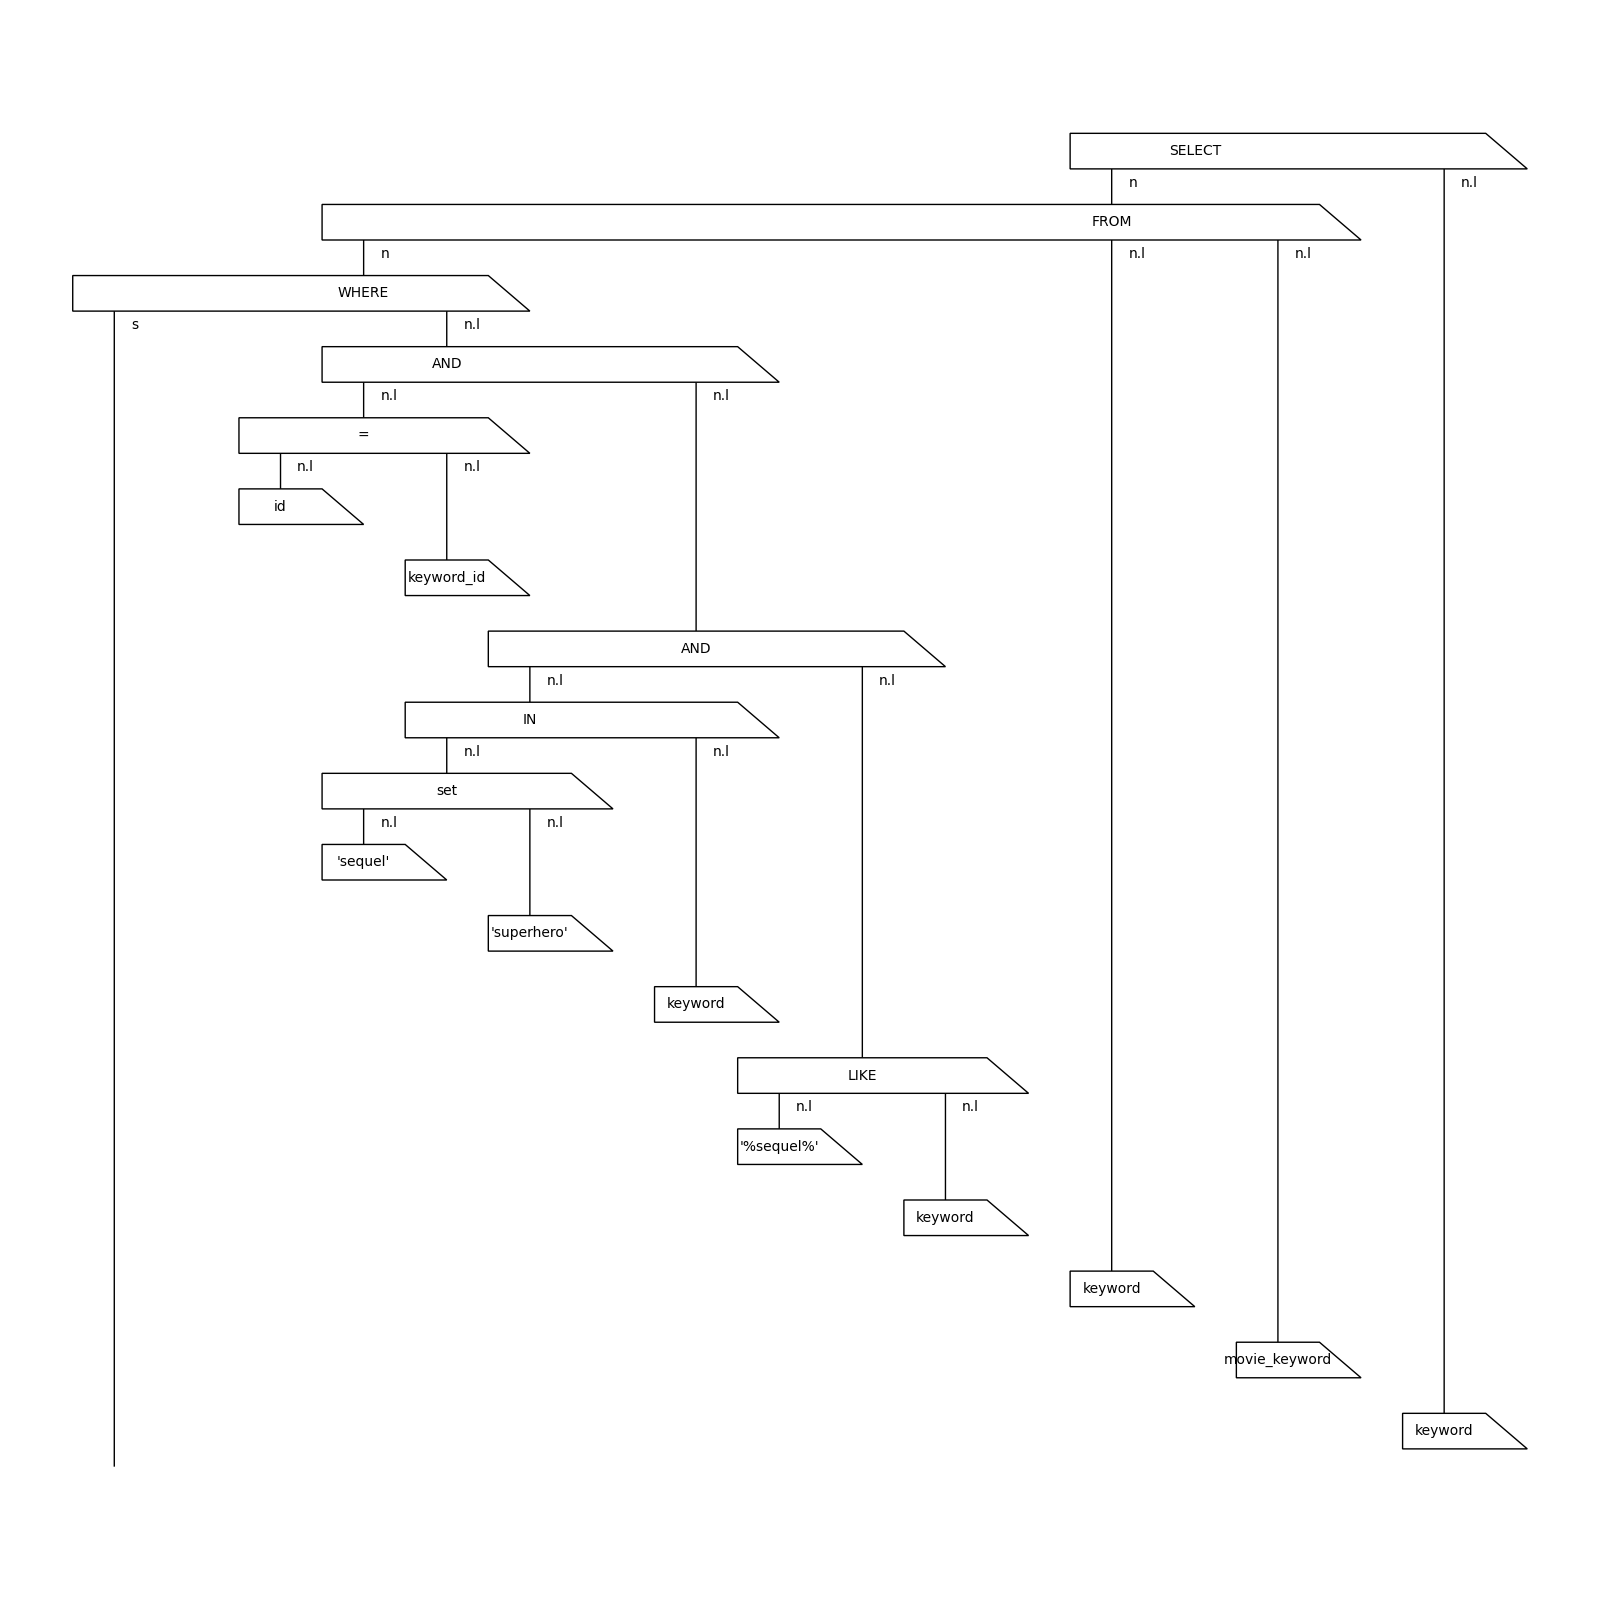 SELECT
n n.l
FROM
n n.l n.l
WHERE
s n.l
AND
n.l n.l
=
n.l n.l
id
keyword_id
AND
n.l n.l
IN
n.l n.l
set
n.l n.l
'sequel'
'superhero'
keyword
LIKE
n.l n.l
'%sequel%'
keyword
keyword
movie_keyword
keyword